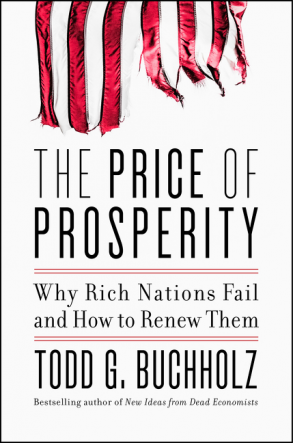 THE PRICE OF
PROSPERITY
Why Rich Nations Fail
and How to Renew Them
TODD G. BUCHHOLZ
Bestselling author of New Ideas from Dead Economists